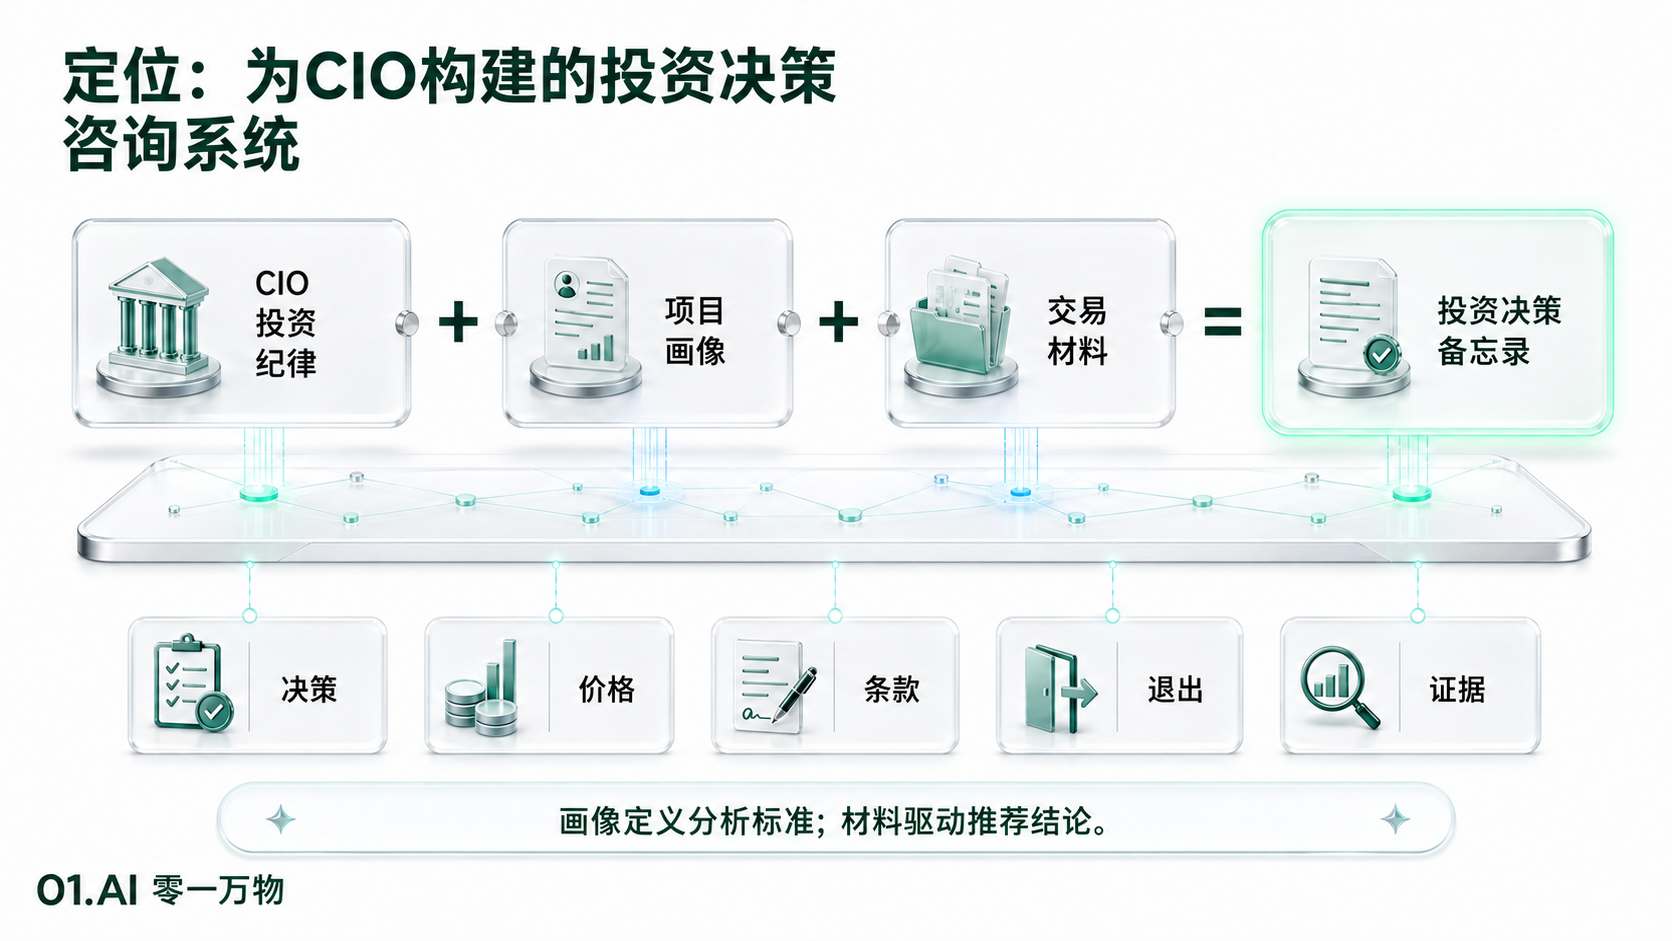 定位：为CIO构建的投资决策
咨询系统
CIO
投资
纪律
+
项目
画像
+
交易
材料
=
投资决策
备忘录
决策
价格
条款
退出
证据
画像定义分析标准；材料驱动推荐结论。
01.AI 零一万物